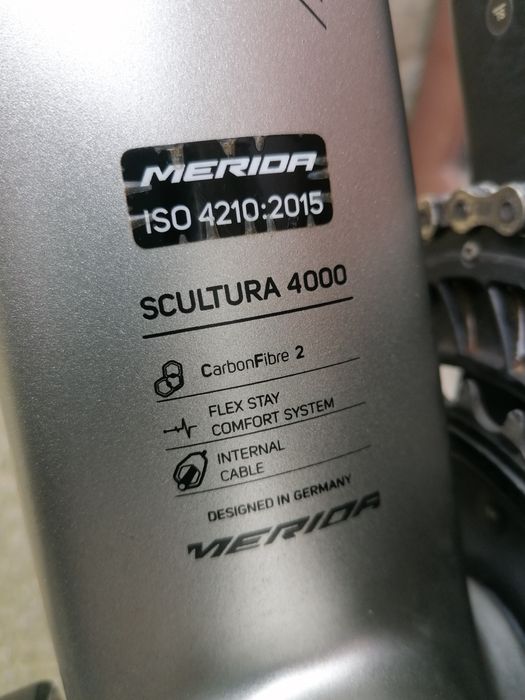 MERIDA
ISO 4210:2015
SCULTURA 4000
CarbonFibre 2
FLEX STAY
COMFORT SYSTEM
INTERNAL
CABLE
DESIGNED IN GERMANY
MERIDA